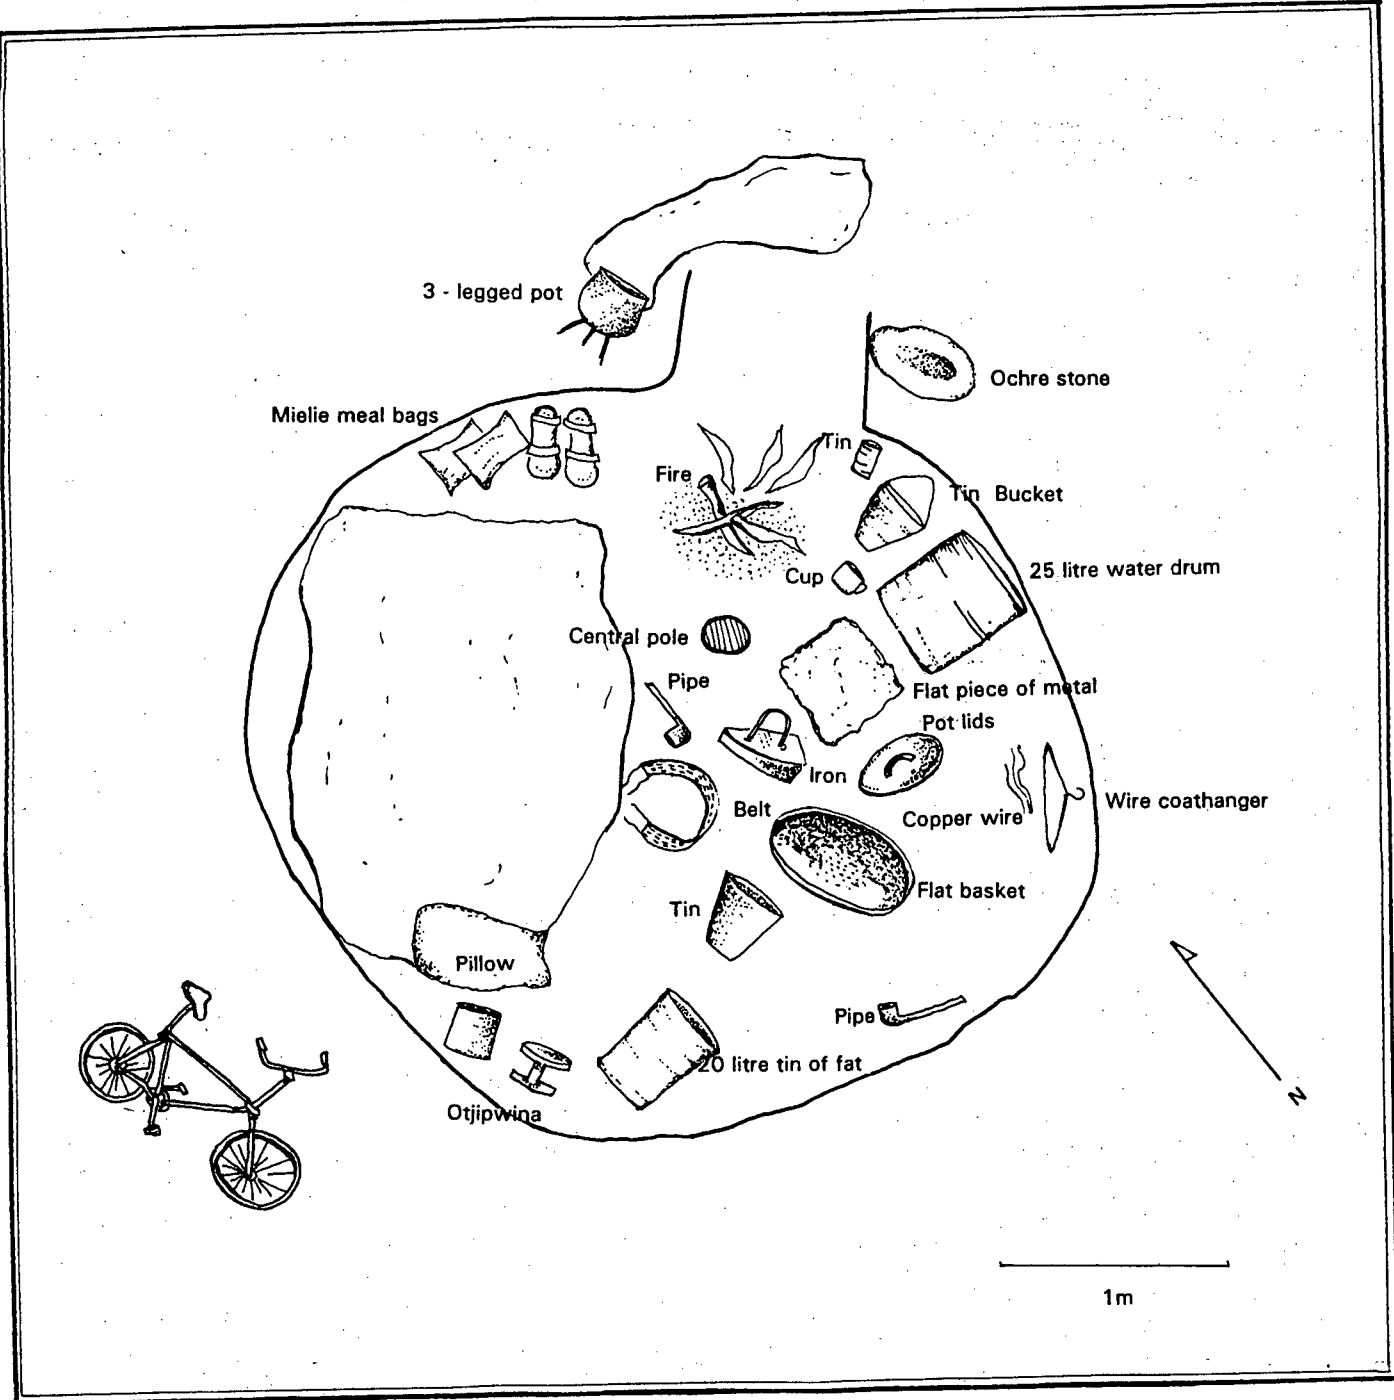 3 - legged pot
Ochre stone
Mielie meal bags
Tin
Fire
Tin Bucket
25 litre water drum
Cup
Central pole
Pipe
Flat piece of metal
Pot lids
Iron
Wire coathanger
Belt
Copper wire
Flat basket
Tin
Pillow
Pipe
20 litre tin of fat
Otjipwina
N
1m